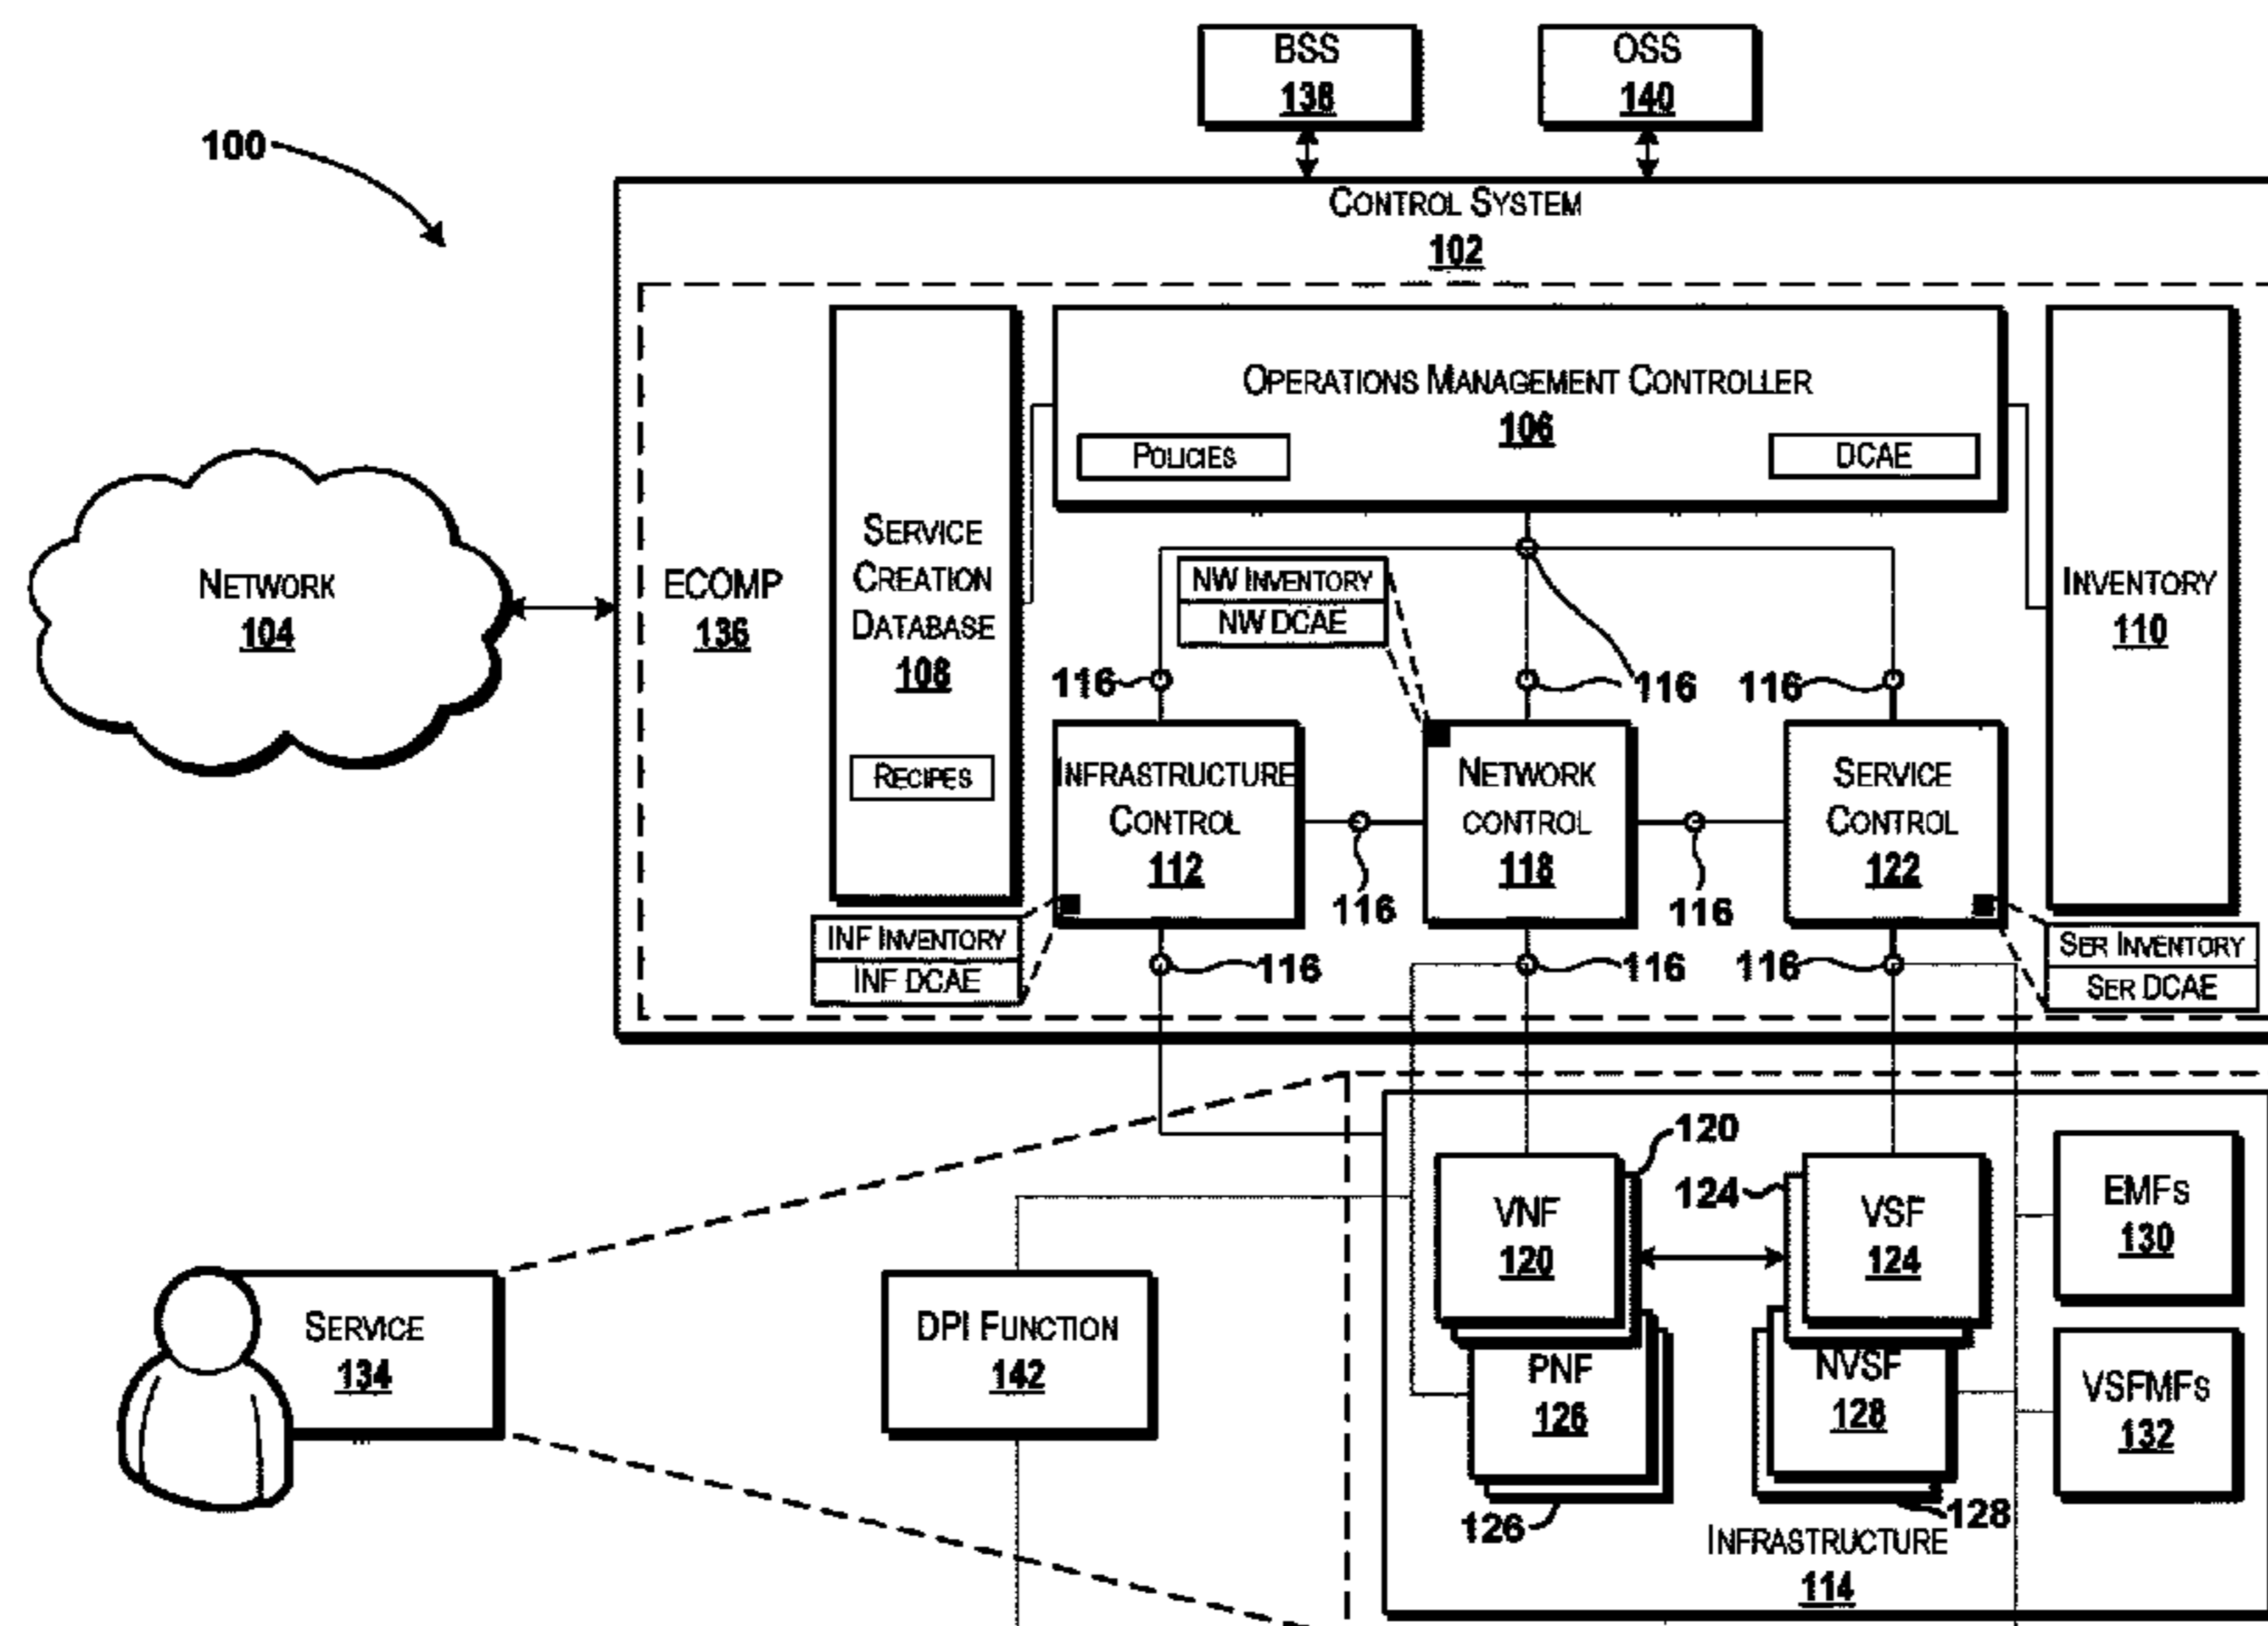 BSS
138
OSS
140
100
CONTROL SYSTEM
102
OPERATIONS MANAGEMENT CONTROLLER
106
POLICIES
DCAE
SERVICE
CREATION
DATABASE
108
RECIPES
ECOMP
136
NETWORK
104
NW INVENTORY
NW DCAE
INVENTORY
110
116
116
116
INFRASTRUCTURE
CONTROL
112
NETWORK
CONTROL
118
SERVICE
CONTROL
122
116
116
INF INVENTORY
INF DCAE
116
116
116
SER INVENTORY
SER DCAE
120
124
VNF
120
VSF
124
EMFs
130
SERVICE
134
DPI FUNCTION
142
PNF
126
NVSF
128
VSFMFs
132
126
128
INFRASTRUCTURE
114